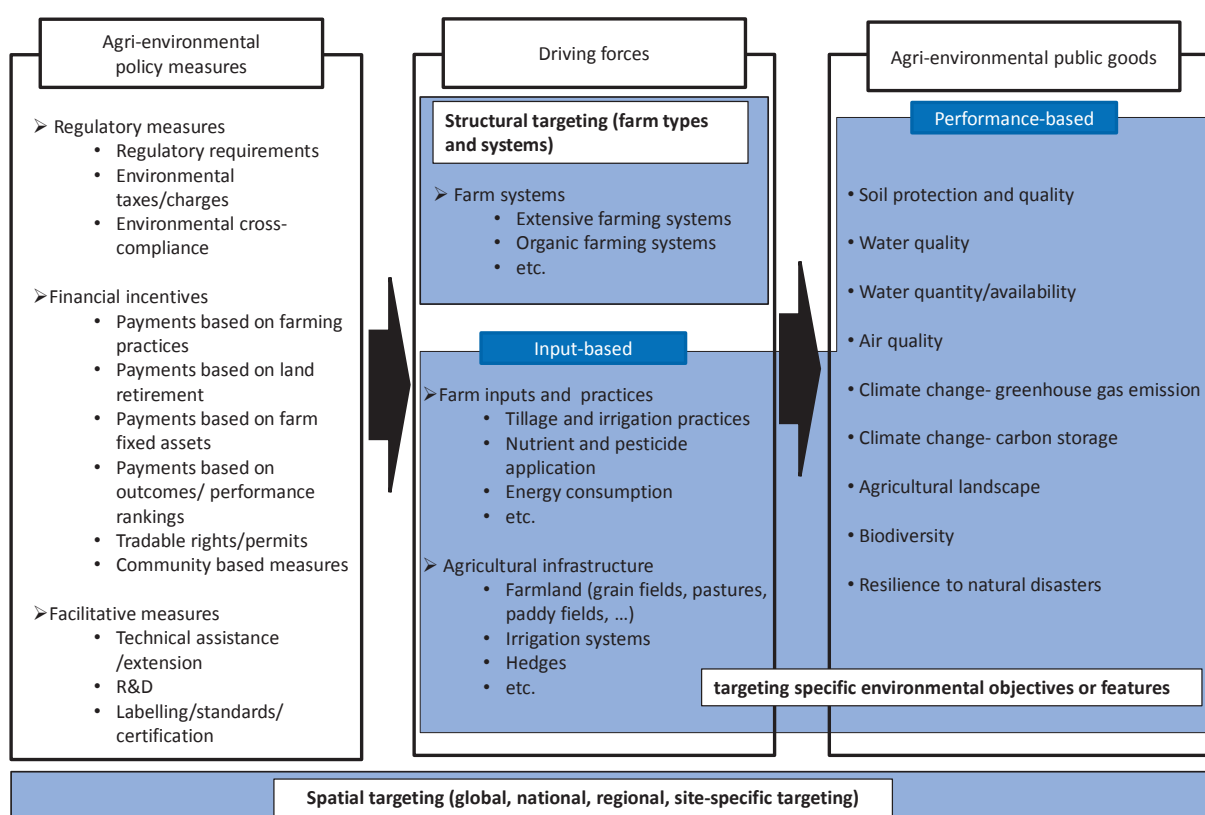 Agri-environmental
policy measures
➢ Regulatory measures
• Regulatory requirements
• Environmental
taxes/charges
• Environmental cross-
compliance
➢Financial incentives
• Payments based on farming
practices
• Payments based on land
retirement
• Payments based on farm
fixed assets
• Payments based on
outcomes/ performance
rankings
• Tradable rights/permits
• Community based measures
➢Facilitative measures
• Technical assistance
/extension
• R&D
• Labelling/standards/
certification
Driving forces
Structural targeting (farm types
and systems)
➢ Farm systems
• Extensive farming systems
• Organic farming systems
• etc.
Input-based
➢Farm inputs and practices
• Tillage and irrigation practices
• Nutrient and pesticide
application
• Energy consumption
• etc.
➢ Agricultural infrastructure
• Farmland (grain fields, pastures,
paddy fields, …)
• Irrigation systems
• Hedges
• etc.
Agri-environmental public goods
Performance-based
• Soil protection and quality
• Water quality
• Water quantity/availability
• Air quality
• Climate change- greenhouse gas emission
• Climate change- carbon storage
• Agricultural landscape
• Biodiversity
• Resilience to natural disasters
targeting specific environmental objectives or features
Spatial targeting (global, national, regional, site-specific targeting)